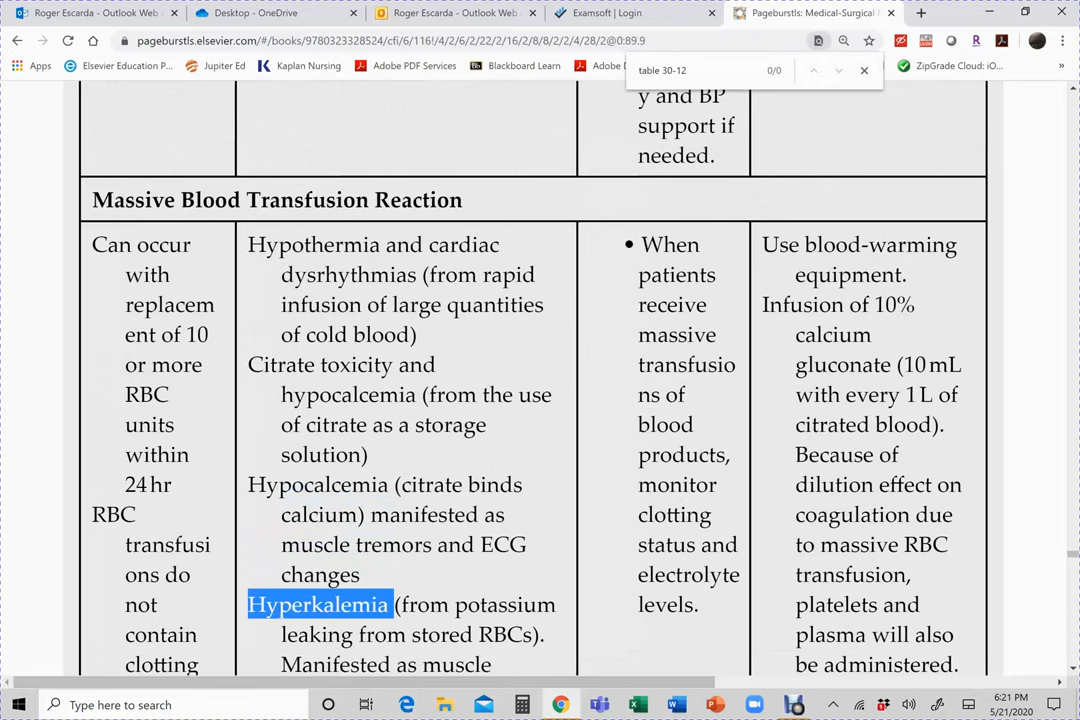 Roger Escarda - Outlook Web
Desktop - OneDrive
Roger Escarda - Outlook Web
Examsoft | Login
Pageburstls: Medical-Surgical
pageburstls.elsevier.com/#/books/9780323328524/cfi/6/116!/4/2/6/2/22/2/16/2/8/8/2/2/4/28/2@0:89.9
Apps
Elsevier Education P...
Jupiter Ed
Kaplan Nursing
Adobe PDF Services
Blackboard Learn
Adobe
ZipGrade Cloud: iO...
»
table 30-12
0/0
y and BP
support if
needed.
Massive Blood Transfusion Reaction
Can occur
with
replacem
ent of 10
or more
RBC
units
within
24 hr
RBC
transfusi
ons do
not
contain
clotting
Hypothermia and cardiac
dysrhythmias (from rapid
infusion of large quantities
of cold blood)
Citrate toxicity and
hypocalcemia (from the use
of citrate as a storage
solution)
Hypocalcemia (citrate binds
calcium) manifested as
muscle tremors and ECG
changes
Hyperkalemia (from potassium
leaking from stored RBCs).
Manifested as muscle
• When
patients
receive
massive
transfusio
ns of
blood
products,
monitor
clotting
status and
electrolyte
levels.
Use blood-warming
equipment.
Infusion of 10%
calcium
gluconate (10 mL
with every 1 L of
citrated blood).
Because of
dilution effect on
coagulation due
to massive RBC
transfusion,
platelets and
plasma will also
be administered.
Type here to search
6:21 PM
5/21/2020